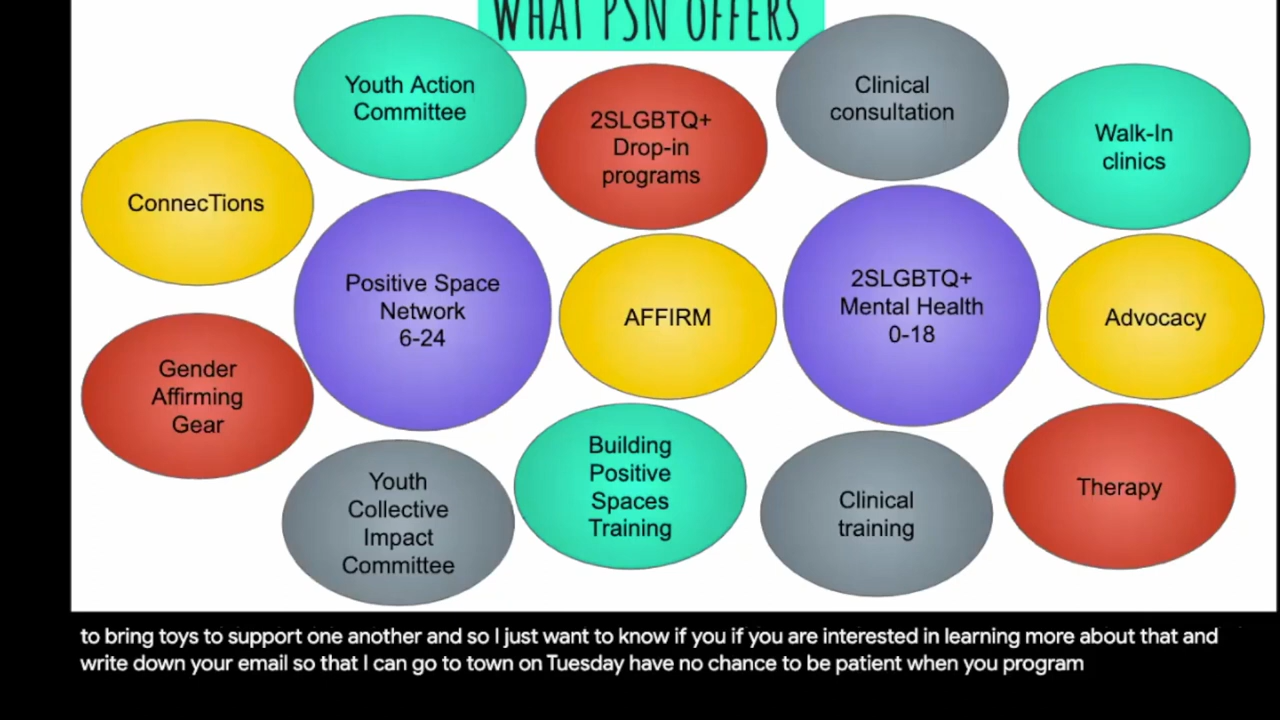 WHAT PSN OFFERS
Youth Action
Committee
2SLGBTQ+
Drop-in
programs
Clinical
consultation
Walk-In
clinics
ConnecTions
Positive Space
Network
6-24
AFFIRM
2SLGBTQ+
Mental Health
0-18
Advocacy
Gender
Affirming
Gear
Youth
Collective
Impact
Committee
Building
Positive
Spaces
Training
Clinical
training
Therapy
to bring toys to support one another and so I just want to know if you if you are interested in learning more about that and
write down your email so that I can go to town on Tuesday have no chance to be patient when you program